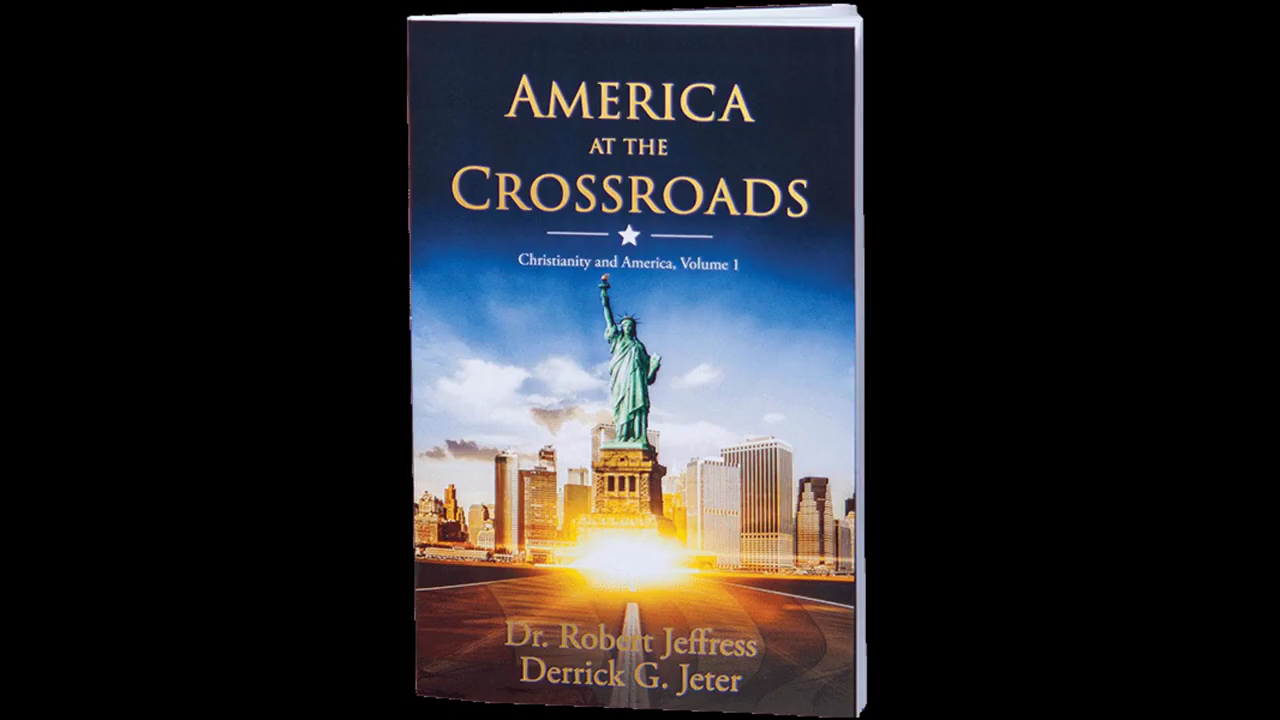 AMERICA
AT THE
CROSSROADS
Christianity and America, Volume 1
Dr. Robert Jeffress
Derrick G. Jeter